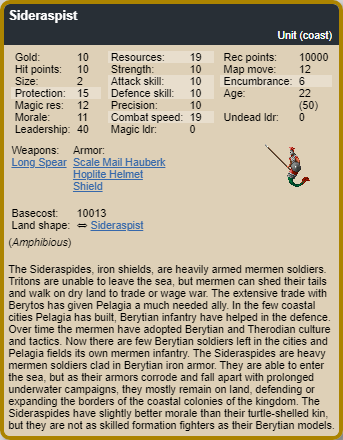 Sideraspist
Unit (coast)
Gold: 10 Resources: 19 Rec points: 10000
Hit points: 10 Strength: 10 Map move: 12
Size: 2 Attack skill: 10 Encumbrance: 6
Protection: 15 Defence skill: 10 Age: 22
Magic res: 12 Precision: 10 (50)
Morale: 11 Combat speed: 19 Undead ldr: 0
Leadership: 40 Magic ldr: 0
Weapons: Armor:
Long Spear Scale Mail Hauberk
Hoplite Helmet
Shield
Basecost: 10013
Land shape: ⇔ Sideraspist
(Amphibious)
The Sideraspides, iron shields, are heavily armed mermen soldiers.
Tritons are unable to leave the sea, but mermen can shed their tails
and walk on dry land to trade or wage war. The extensive trade with
Berytos has given Pelagia a much needed ally. In the few coastal
cities Pelagia has built, Berytian infantry have helped in the defence.
Over time the mermen have adopted Berytian and Therodian culture
and tactics. Now there are few Berytian soldiers left in the cities and
Pelagia fields its own mermen infantry. The Sideraspides are heavy
mermen soldiers clad in Berytian iron armor. They are able to enter
the sea, but as their armors corrode and fall apart with prolonged
underwater campaigns, they mostly remain on land, defending or
expanding the borders of the coastal colonies of the kingdom. The
Sideraspides have slightly better morale than their turtle-shelled kin,
but they are not as skilled formation fighters as their Berytian models.